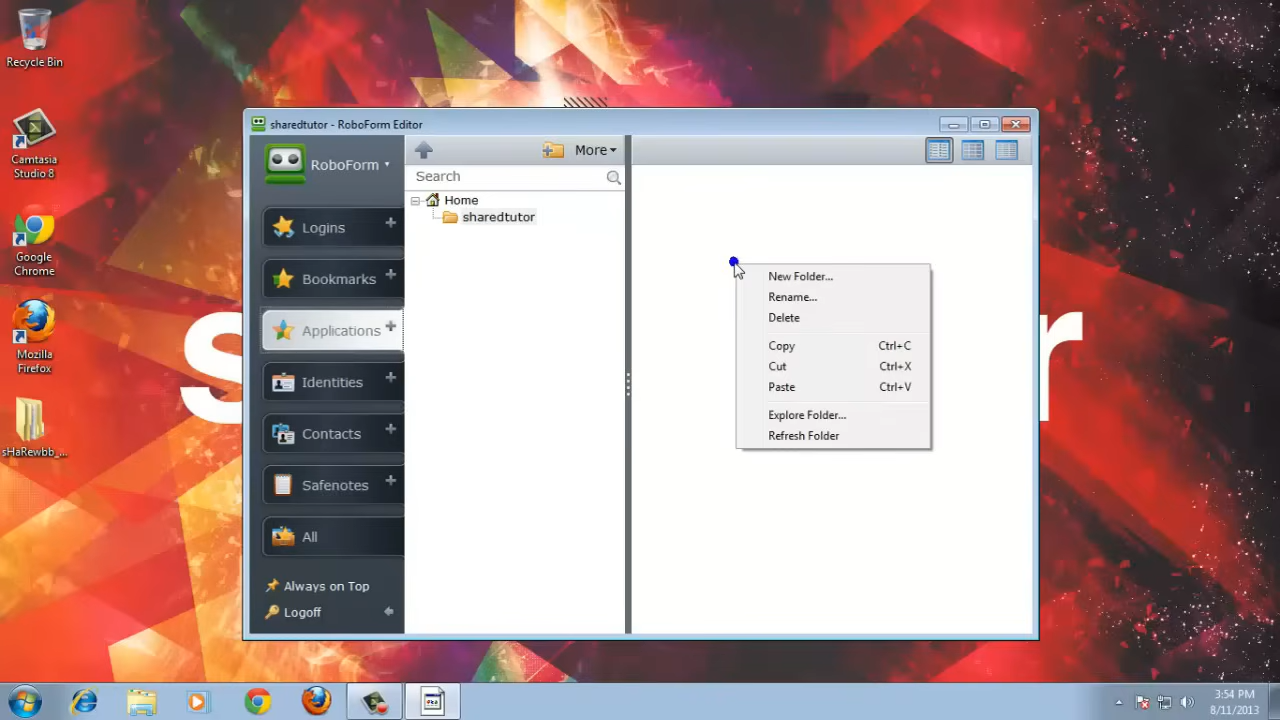 Recycle Bin
Camtasia
Studio 8
Google
Chrome
Mozilla
Firefox
sHaRewbb_...
sharedtutor - RoboForm Editor
RoboForm
Logins
Bookmarks
Applications
Identities
Contacts
Safenotes
All
Always on Top
Logoff
More
Search
Home
sharedtutor
New Folder...
Rename...
Delete
Copy Ctrl+C
Cut Ctrl+X
Paste Ctrl+V
Explore Folder...
Refresh Folder
3:54 PM
8/11/2013